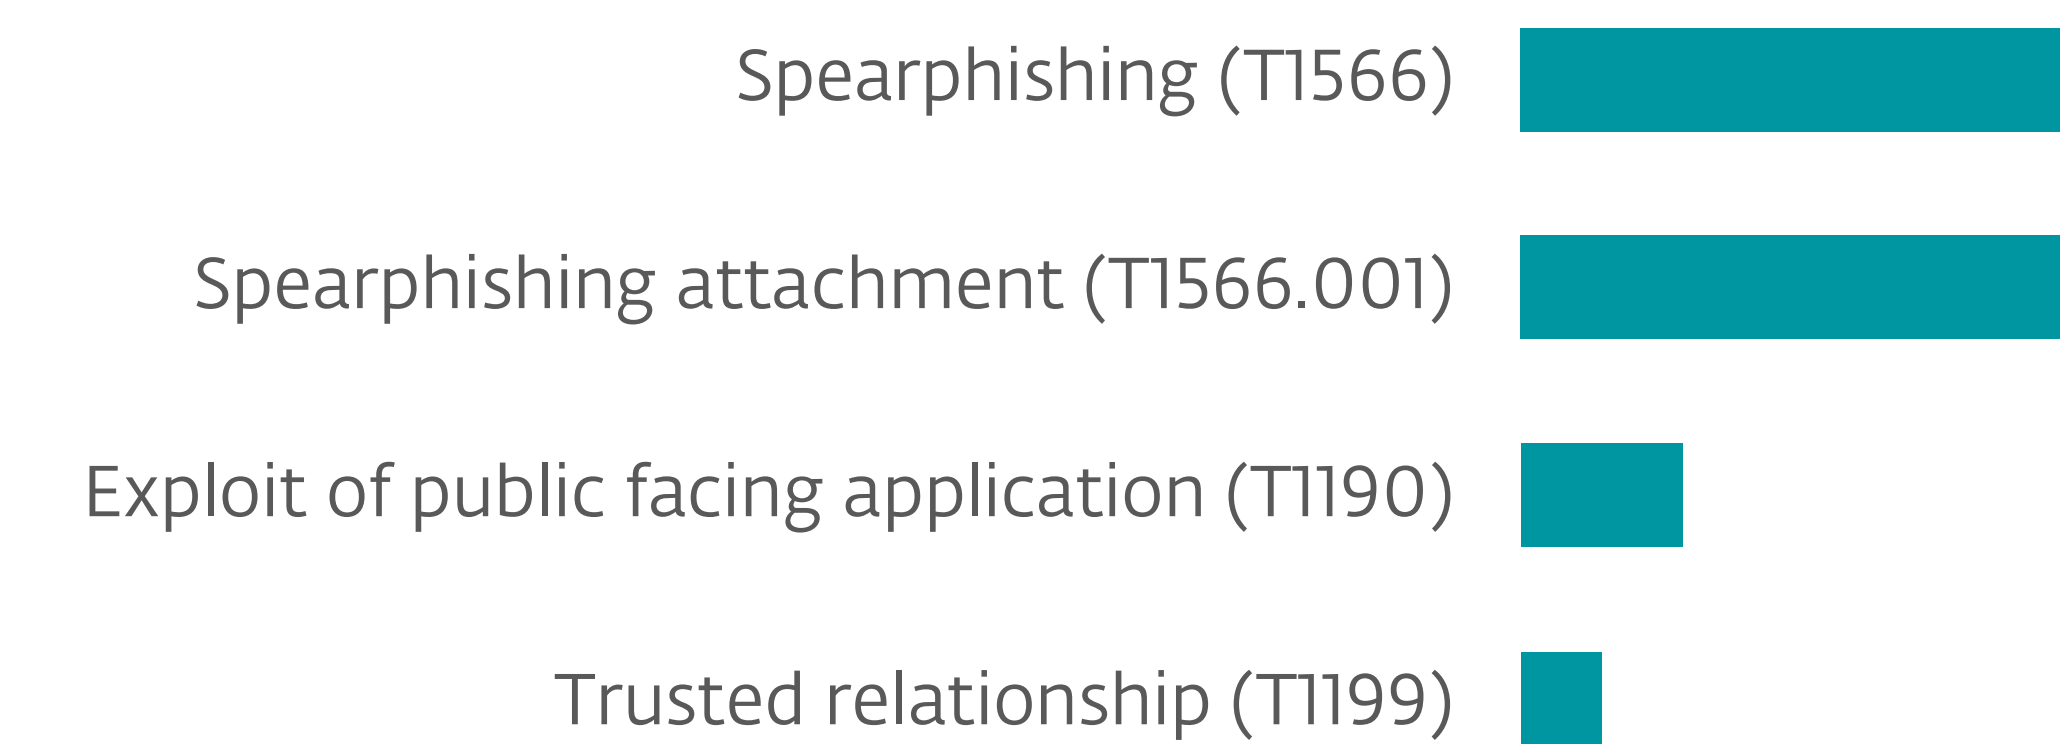 Spearphishing (T1566)
Spearphishing attachment (T1566.001)
Exploit of public facing application (T1190)
Trusted relationship (T1199)